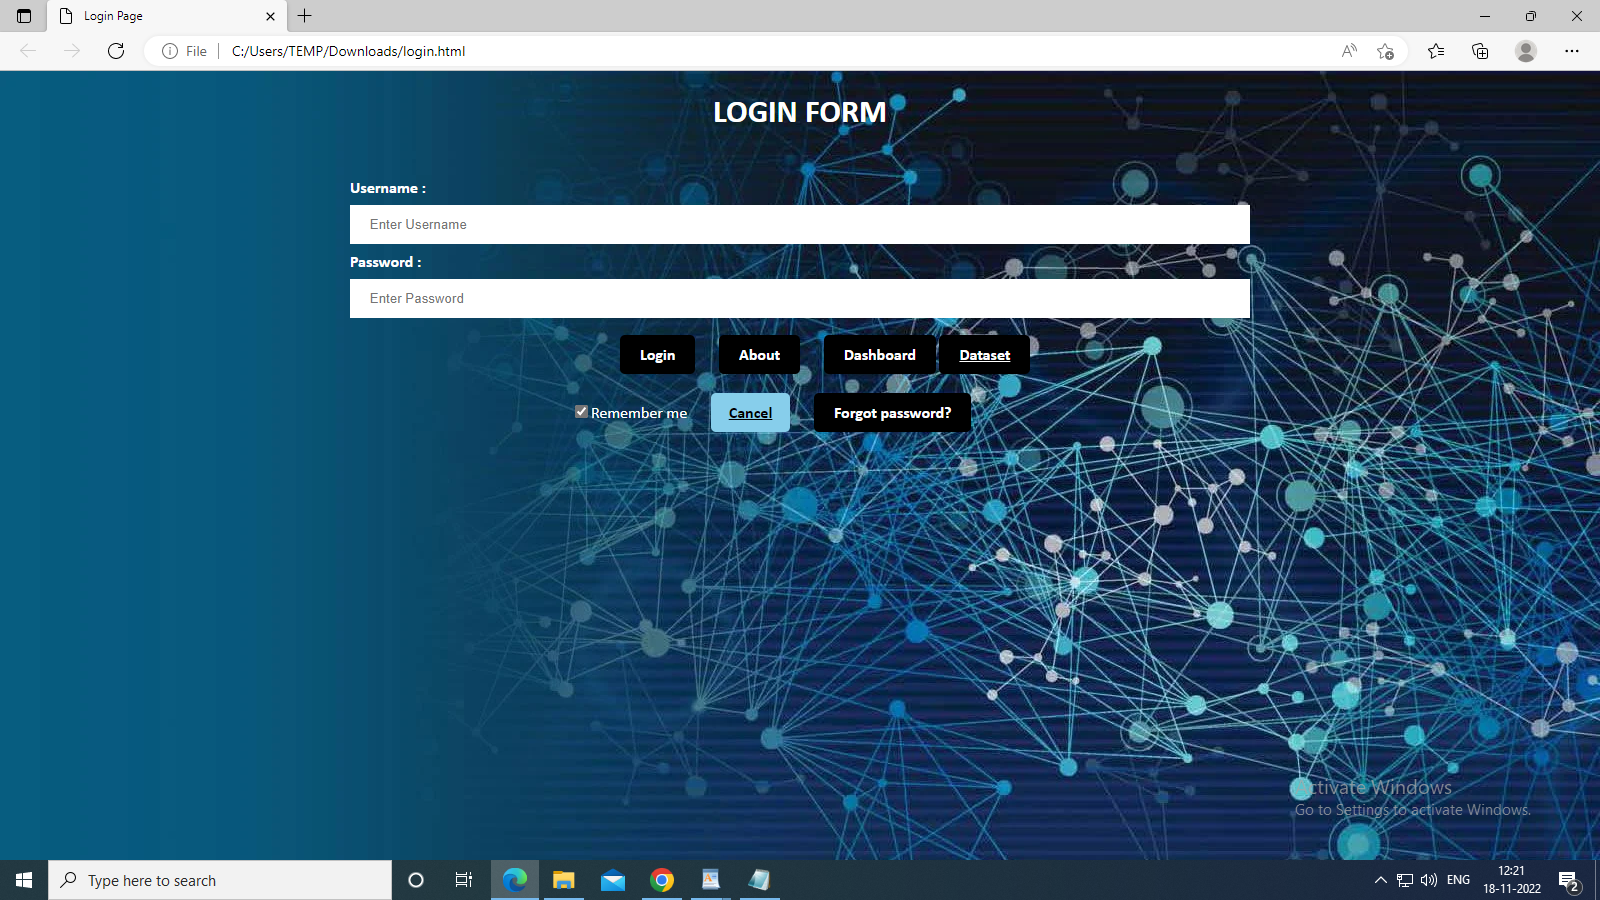 Login Page
File
C:/Users/TEMP/Downloads/login.html
LOGIN FORM
Username :
Enter Username
Password :
Enter Password
Login About Dashboard Dataset
Remember me Cancel Forgot password?
Activate Windows
Go to Settings to activate Windows.
Type here to search
ENG
12:21
18-11-2022
2